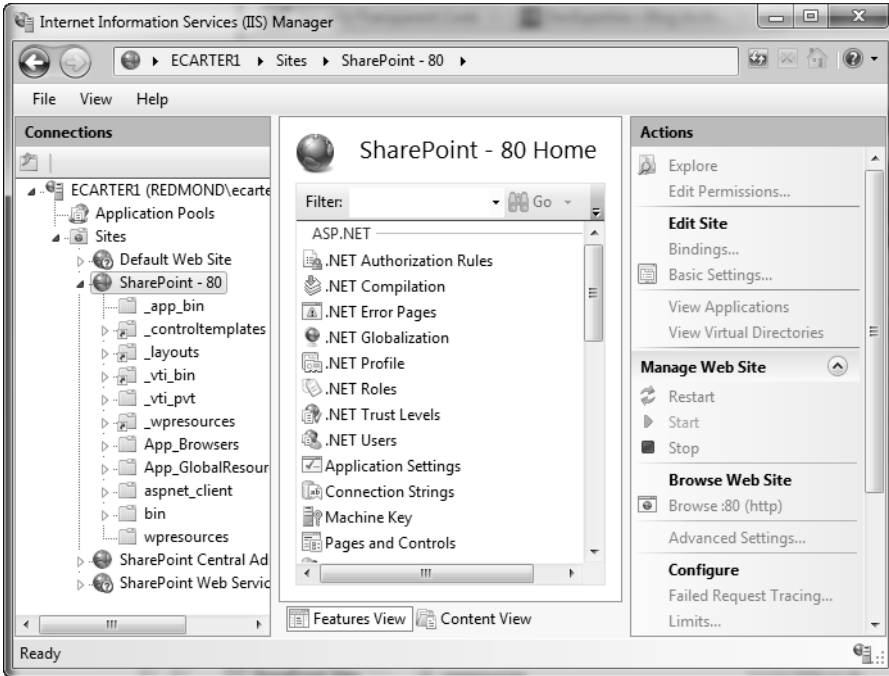 Internet Information Services (IIS) Manager
ECARTER1 Sites SharePoint - 80
File View Help
Connections
ECARTER1 (REDMOND\ecarte
Application Pools
Sites
Default Web Site
SharePoint - 80
_app_bin
_controltemplates
_layouts
_vti_bin
_vti_pvt
_wpresources
App_Browsers
App_GlobalResour
aspnet_client
bin
wpresources
SharePoint Central Ad
SharePoint Web Servic
SharePoint - 80 Home
Filter: Go
ASP.NET
.NET Authorization Rules
.NET Compilation
.NET Error Pages
.NET Globalization
.NET Profile
.NET Roles
.NET Trust Levels
.NET Users
Application Settings
Connection Strings
Machine Key
Pages and Controls
Features View Content View
Actions
Explore
Edit Permissions...
Edit Site
Bindings...
Basic Settings...
View Applications
View Virtual Directories
Manage Web Site
Restart
Start
Stop
Browse Web Site
Browse :80 (http)
Advanced Settings...
Configure
Failed Request Tracing...
Limits...
Ready